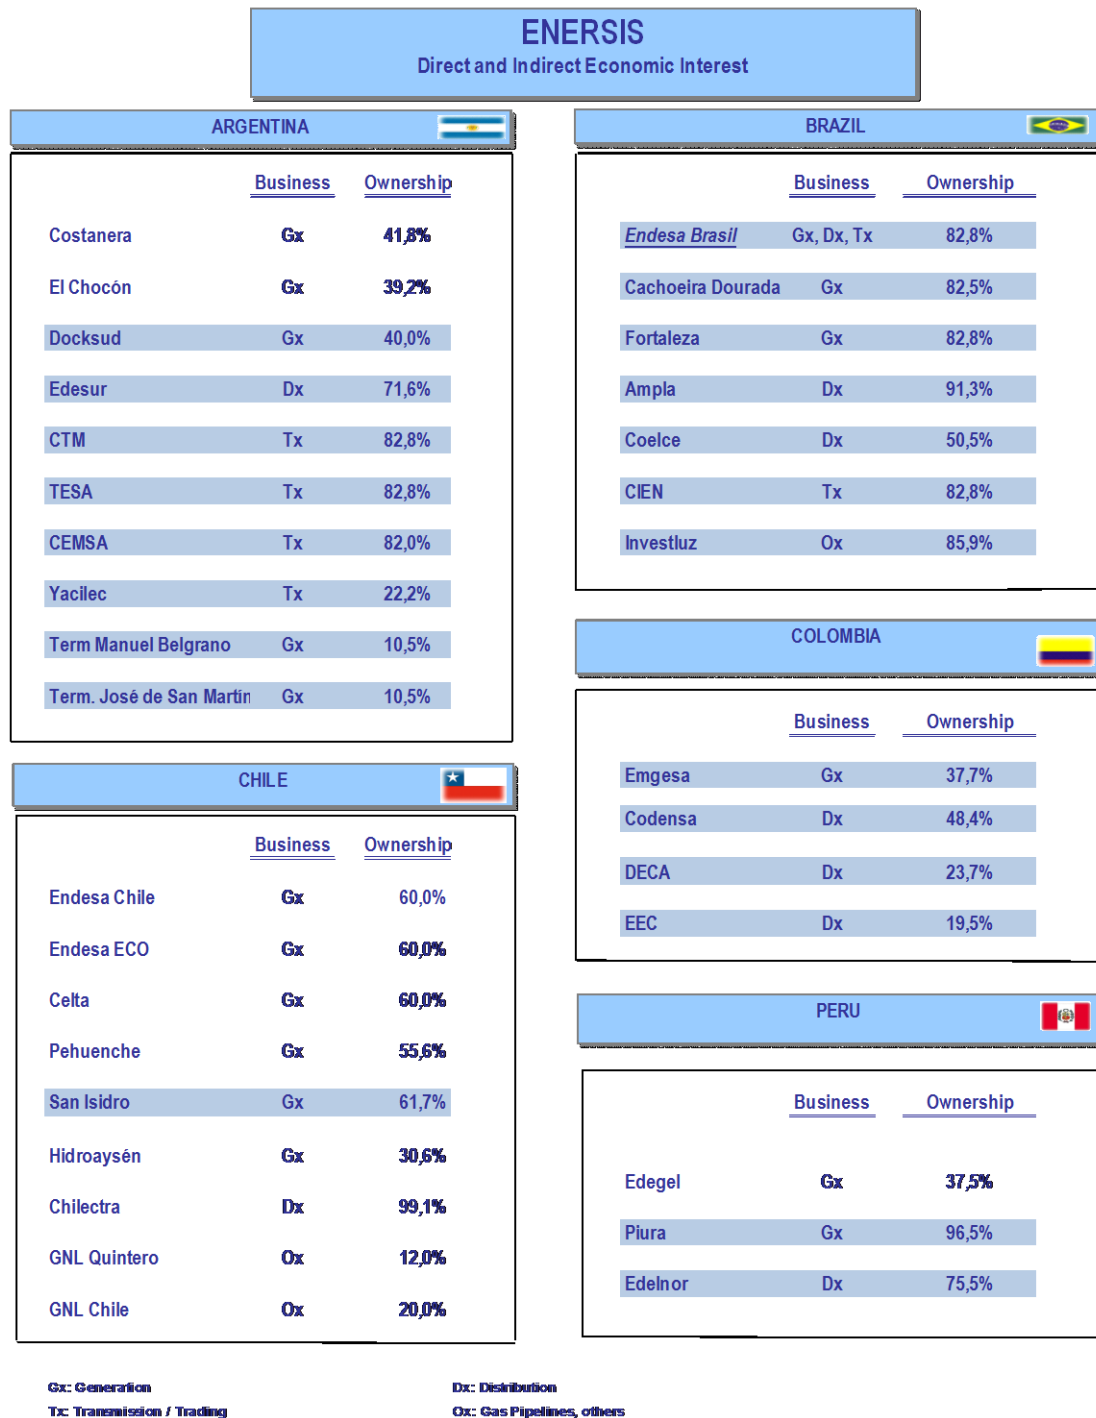 ENERSIS
Direct and Indirect Economic Interest
ARGENTINA
Business Ownership
Costanera Gx 41,8%
El Chocón Gx 39,2%
Docksud Gx 40,0%
Edesur Dx 71,6%
CTM Tx 82,8%
TESA Tx 82,8%
CEMSA Tx 82,0%
Yacilec Tx 22,2%
Term Manuel Belgrano Gx 10,5%
Term. José de San Martín Gx 10,5%
CHILE
Business Ownership
Endesa Chile Gx 60,0%
Endesa ECO Gx 60,0%
Celta Gx 60,0%
Pehuenche Gx 55,6%
San Isidro Gx 61,7%
Hidroaysén Gx 30,6%
Chilectra Dx 99,1%
GNL Quintero Ox 12,0%
GNL Chile Ox 20,0%
BRAZIL
Business Ownership
Endesa Brasil Gx, Dx, Tx 82,8%
Cachoeira Dourada Gx 82,5%
Fortaleza Gx 82,8%
Ampla Dx 91,3%
Coelce Dx 50,5%
CIEN Tx 82,8%
Investluz Ox 85,9%
COLOMBIA
Business Ownership
Emgesa Gx 37,7%
Codensa Dx 48,4%
DECA Dx 23,7%
EEC Dx 19,5%
PERU
Business Ownership
Edegel Gx 37,5%
Piura Gx 96,5%
Edelnor Dx 75,5%
Gx: Generation Dx: Distribution
Tx: Transmission / Trading Ox: Gas Pipelines, others